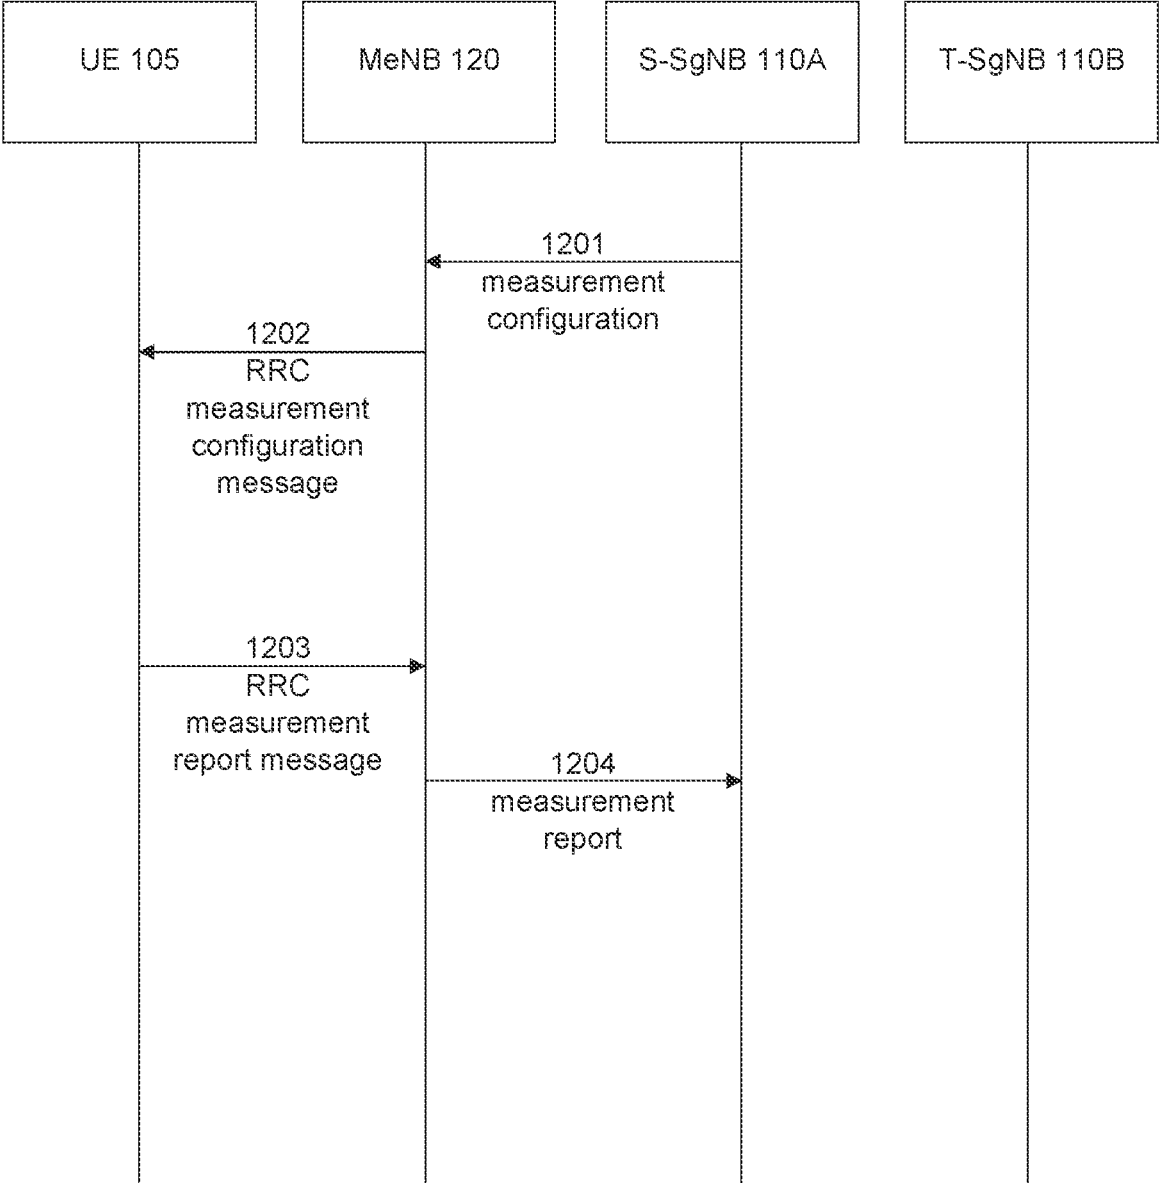 UE 105
MeNB 120
S-SgNB 110A
T-SgNB 110B
1201
measurement
configuration
1202
RRC
measurement
configuration
message
1203
RRC
measurement
report message
1204
measurement
report